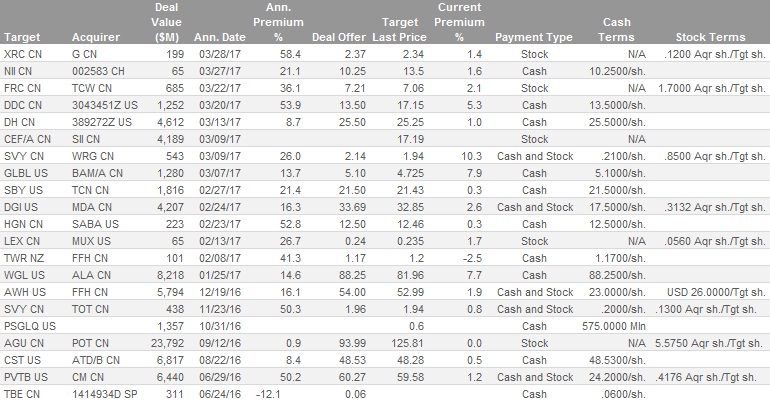 Deal Ann. Target Current
Target Acquirer Value ($M) Ann. Date Premium % Deal Offer Last Price Premium % Payment Type Cash Terms Stock Terms
XRC CN G CN 199 03/28/17 58.4 2.37 2.34 1.4 Stock N/A .1200 Aqr sh./Tgt sh.
NII CN 002583 CH 65 03/27/17 21.1 10.25 13.5 1.6 Cash 10.2500/sh.
FRC CN TCW CN 685 03/22/17 36.1 7.21 7.06 2.1 Stock N/A 1.7000 Aqr sh./Tgt sh.
DDC CN 3043451Z US 1,252 03/20/17 53.9 13.50 17.15 5.3 Cash 13.5000/sh.
DH CN 389272Z US 4,612 03/13/17 8.7 25.50 25.25 1.0 Cash 25.5000/sh.
CEF/A CN SII CN 4,189 03/09/17 17.19 Stock N/A
SVY CN WRG CN 543 03/09/17 26.0 2.14 1.94 10.3 Cash and Stock .2100/sh. .8500 Aqr sh./Tgt sh.
GLBL US BAM/A CN 1,280 03/07/17 13.7 5.10 4.725 7.9 Cash 5.1000/sh.
SBY US TCN CN 1,816 02/27/17 21.4 21.50 21.43 0.3 Cash 21.5000/sh.
DGI US MDA CN 4,207 02/24/17 16.3 33.69 32.85 2.6 Cash and Stock 17.5000/sh. .3132 Aqr sh./Tgt sh.
HGN CN SABA US 223 02/23/17 52.8 12.50 12.46 0.3 Cash 12.5000/sh.
LEX CN MUX US 65 02/13/17 26.7 0.24 0.235 1.7 Stock N/A .0560 Aqr sh./Tgt sh.
TWR NZ FFH CN 101 02/08/17 41.3 1.17 1.2 -2.5 Cash 1.1700/sh.
WGL US ALA CN 8,218 01/25/17 14.6 88.25 81.96 7.7 Cash 88.2500/sh.
AWH US FFH CN 5,794 12/19/16 16.1 54.00 52.99 1.9 Cash and Stock 23.0000/sh. USD 26.0000/Tgt sh.
SVY CN TOT CN 438 11/23/16 50.3 1.96 1.94 0.8 Cash and Stock .2000/sh. .1300 Aqr sh./Tgt sh.
PSGLQ US 1,357 10/31/16 0.6 Cash 575.0000 Mln
AGU CN POT CN 23,792 09/12/16 0.9 93.99 125.81 0.0 Stock N/A 5.5750 Aqr sh./Tgt sh.
CST US ATD/B CN 6,817 08/22/16 8.4 48.53 48.28 0.5 Cash 48.5300/sh.
PVTB US CM CN 6,440 06/29/16 50.2 60.27 59.58 1.2 Cash and Stock 24.2000/sh. .4176 Aqr sh./Tgt sh.
TBE CN 1414934D SP 311 06/24/16 -12.1 0.06 Cash .0600/sh.